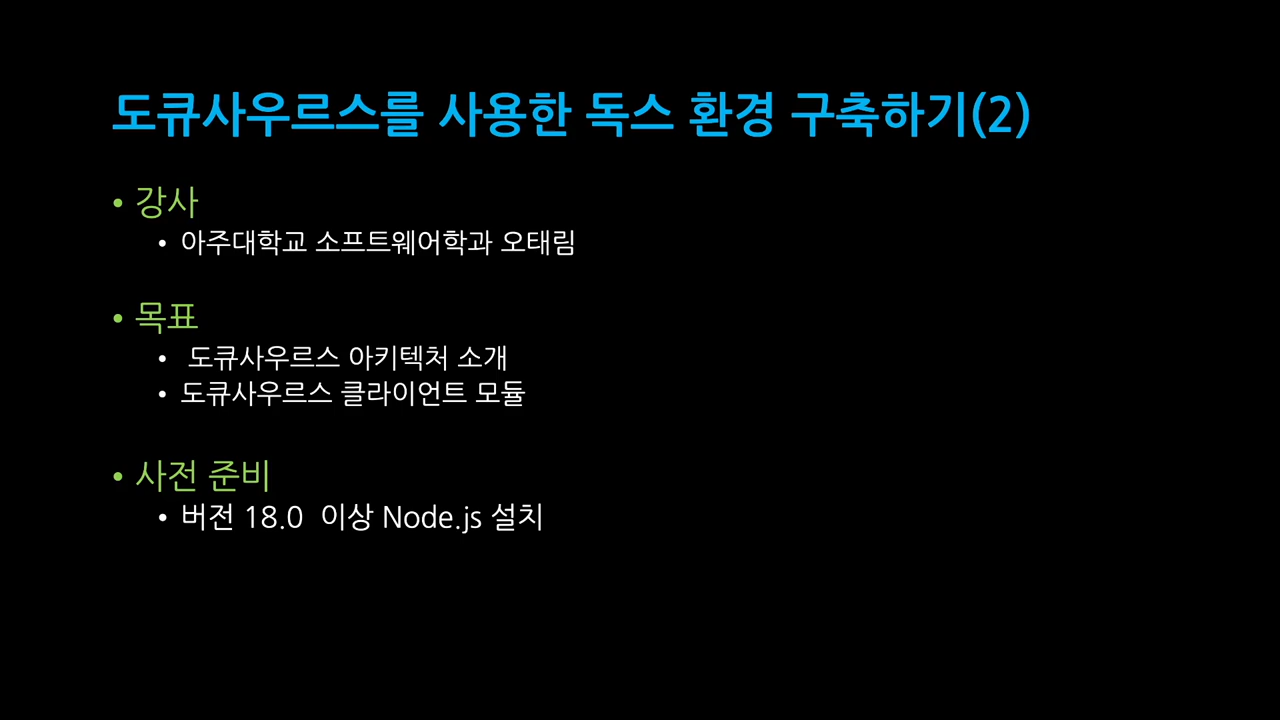 도큐사우르스를 사용한 독스 환경 구축하기(2)
• 강사
• 아주대학교 소프트웨어학과 오태림
• 목표
• 도큐사우르스 아키텍처 소개
• 도큐사우르스 클라이언트 모듈
• 사전 준비
• 버전 18.0 이상 Node.js 설치